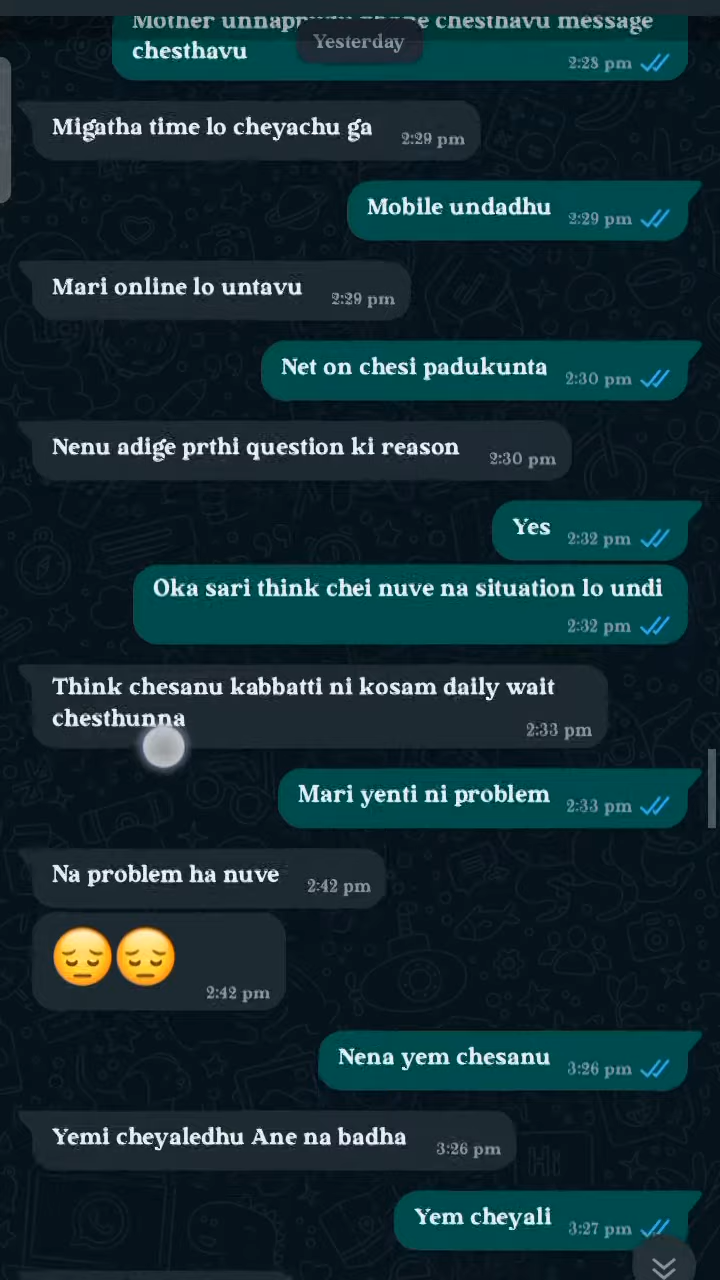 Mother unnappudu phone chesthavu message
Yesterday
chesthavu
2:28 pm
Migatha time lo cheyachu ga
2:29 pm
Mobile undadhu
2:29 pm
Mari online lo untavu
2:29 pm
Net on chesi padukunta
2:30 pm
Nenu adige prthi question ki reason
2:30 pm
Yes
2:32 pm
Oka sari think chei nuve na situation lo undi
2:32 pm
Think chesanu kabbatti ni kosam daily wait
chesthunna
2:33 pm
Mari yenti ni problem
2:33 pm
Na problem ha nuve
2:42 pm
😔😔
2:42 pm
Nena yem chesanu
3:26 pm
Yemi cheyaledhu Ane na badha
3:26 pm
Yem cheyali
3:27 pm